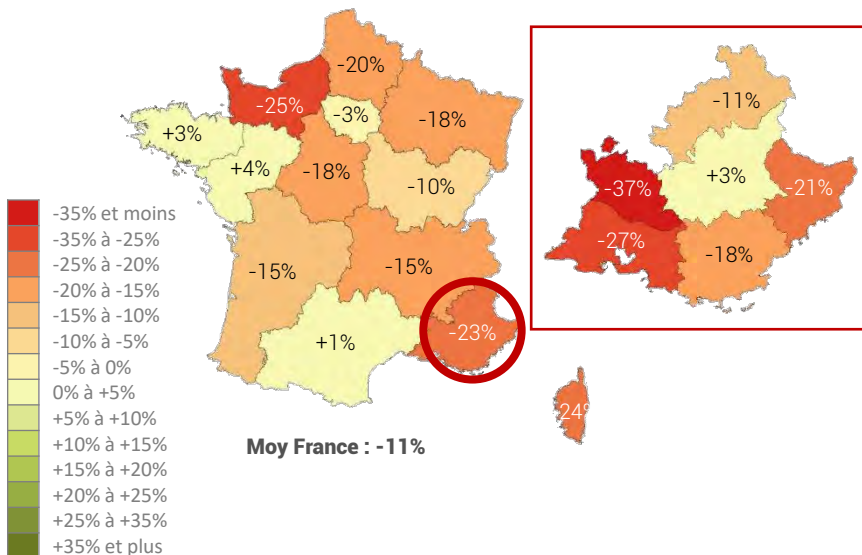 -20%
-25%
-3%
-18%
+3%
+4%
-18%
-10%
-15%
-15%
-23%
+1%
24%
Moy France : -11%
-11%
+3%
-21%
-37%
-27%
-18%
-35% et moins
-35% à -25%
-25% à -20%
-20% à -15%
-15% à -10%
-10% à -5%
-5% à 0%
0% à +5%
+5% à +10%
+10% à +15%
+15% à +20%
+20% à +25%
+25% à +35%
+35% et plus